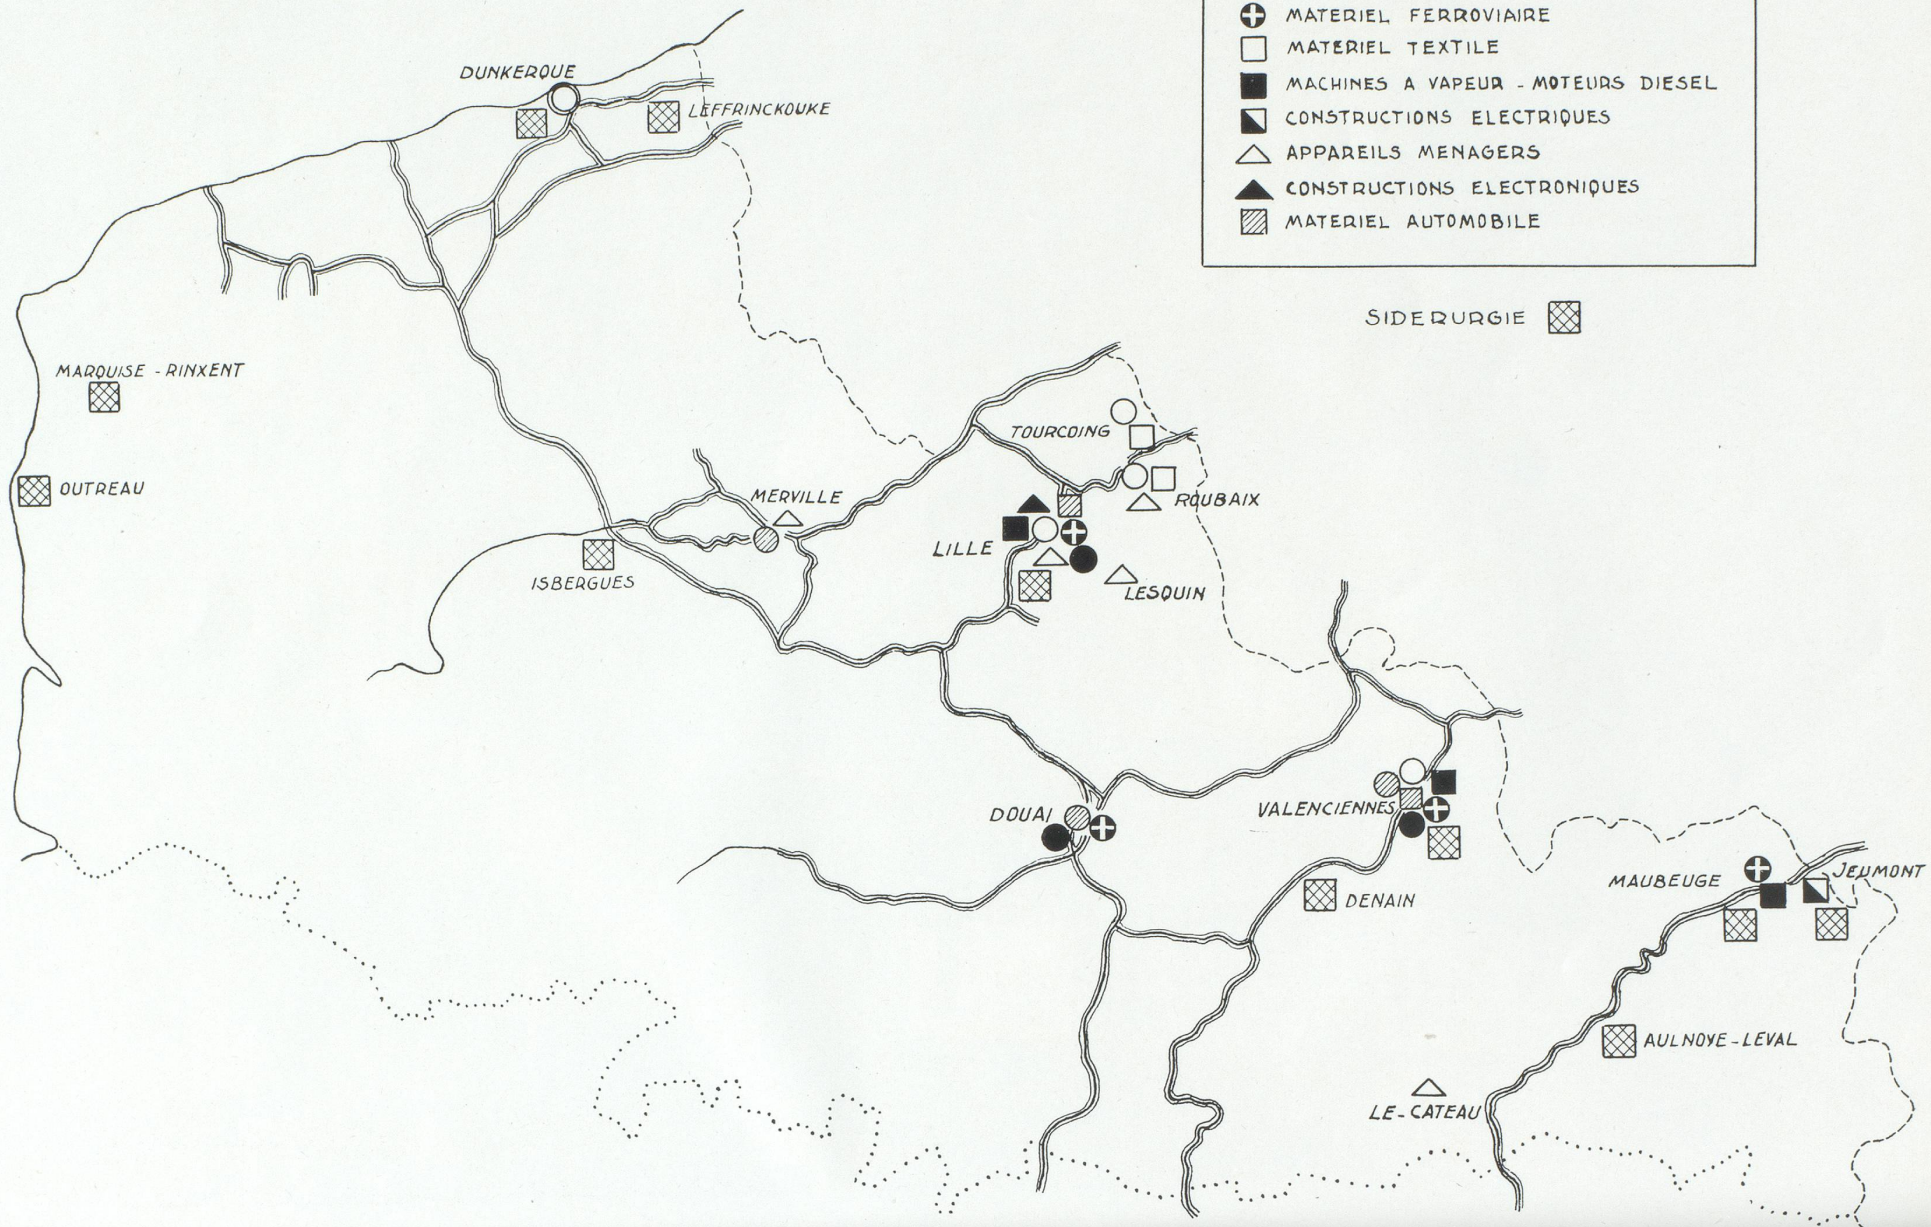 MATERIEL FERROVIAIRE
MATERIEL TEXTILE
MACHINES A VAPEUR - MOTEURS DIESEL
CONSTRUCTIONS ELECTRIQUES
APPAREILS MENAGERS
CONSTRUCTIONS ELECTRONIQUES
MATERIEL AUTOMOBILE
SIDERURGIE
DUNKERQUE
LEFFRINCKOUKE
MARQUISE - RINXENT
OUTREAU
TOURCOING
MERVILLE
ROUBAIX
LILLE
ISBERGUES
LESQUIN
DOUAI
VALENCIENNES
MAUBEUGE
JEUMONT
DENAIN
AULNOYE-LEVAL
LE-CATEAU